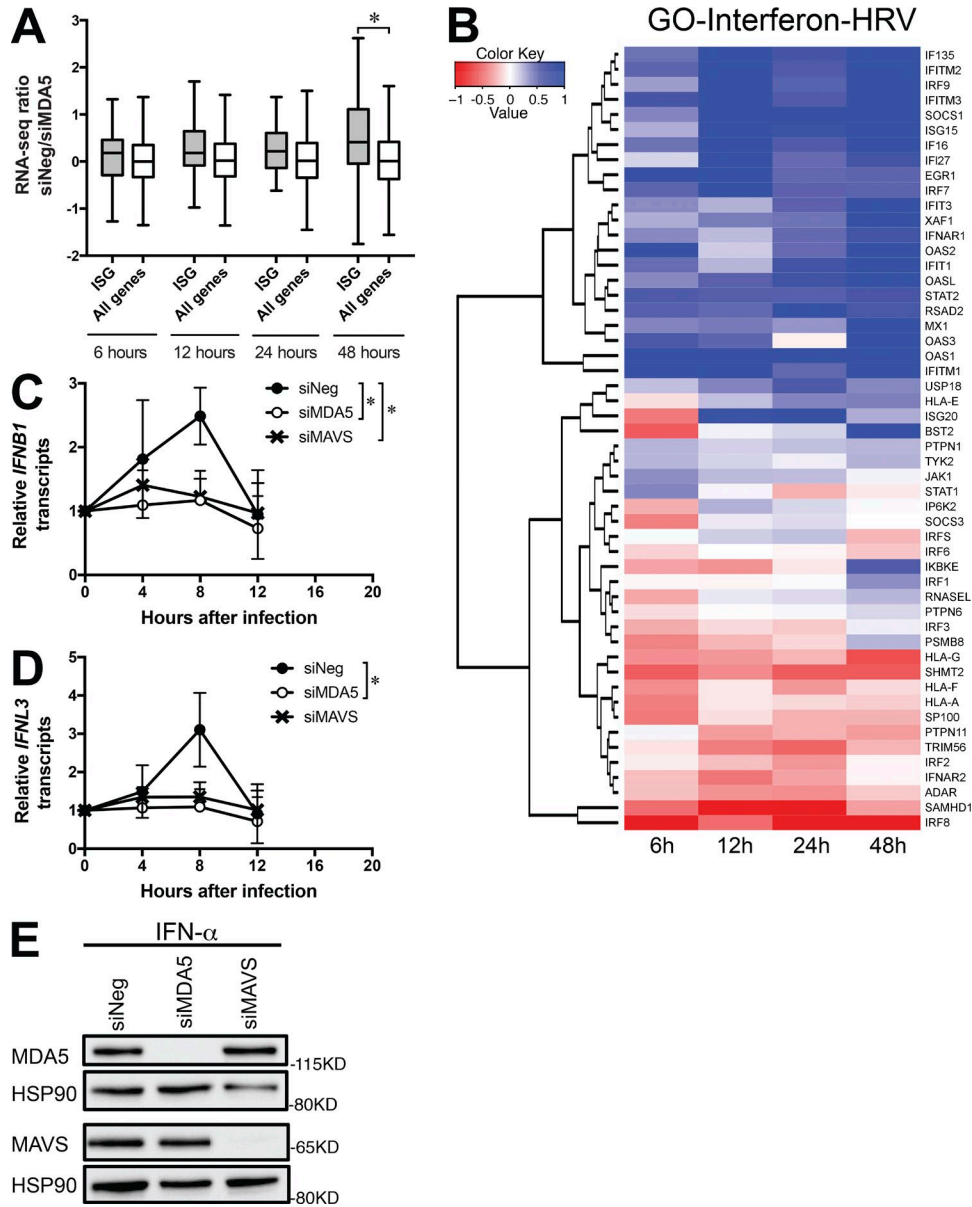 A
RNA-seq ratio
siNeg/siMDA5
3
2
1
0
-1
-2
*
ISG
All genes
ISG
All genes
ISG
All genes
ISG
All genes
6 hours
12 hours
24 hours
48 hours
B
GO-Interferon-HRV
Color Key
−1 -0.5 0 0.5 1
Value
IF135
IFITM2
IRF9
IFITM3
SOCS1
ISG15
IF16
IFI27
EGR1
IRF7
IFIT3
XAF1
IFNAR1
OAS2
IFIT1
OASL
STAT2
RSAD2
MX1
OAS3
OAS1
IFITM1
USP18
HLA-E
ISG20
BST2
PTPN1
TYK2
JAK1
STAT1
IP6K2
SOCS3
IRFS
IRF6
IKBKE
IRF1
RNASEL
PTPN6
IRF3
PSMB8
HLA-G
SHMT2
HLA-F
HLA-A
SP100
PTPN11
TRIM56
IRF2
IFNAR2
ADAR
SAMHD1
IRF8
6h 12h 24h 48h
C
Relative IFNB1
transcripts
3
2
1
0
siNeg
siMDA5
siMAVS
* *
0 4 8 12 16 20
Hours after infection
D
Relative IFNL3
transcripts
5
4
3
2
1
0
siNeg
siMDA5
siMAVS
*
0 4 8 12 16 20
Hours after infection
E
IFN-α
siNeg
siMDA5
siMAVS
MDA5
-115KD
HSP90
-80KD
MAVS
-65KD
HSP90
-80KD